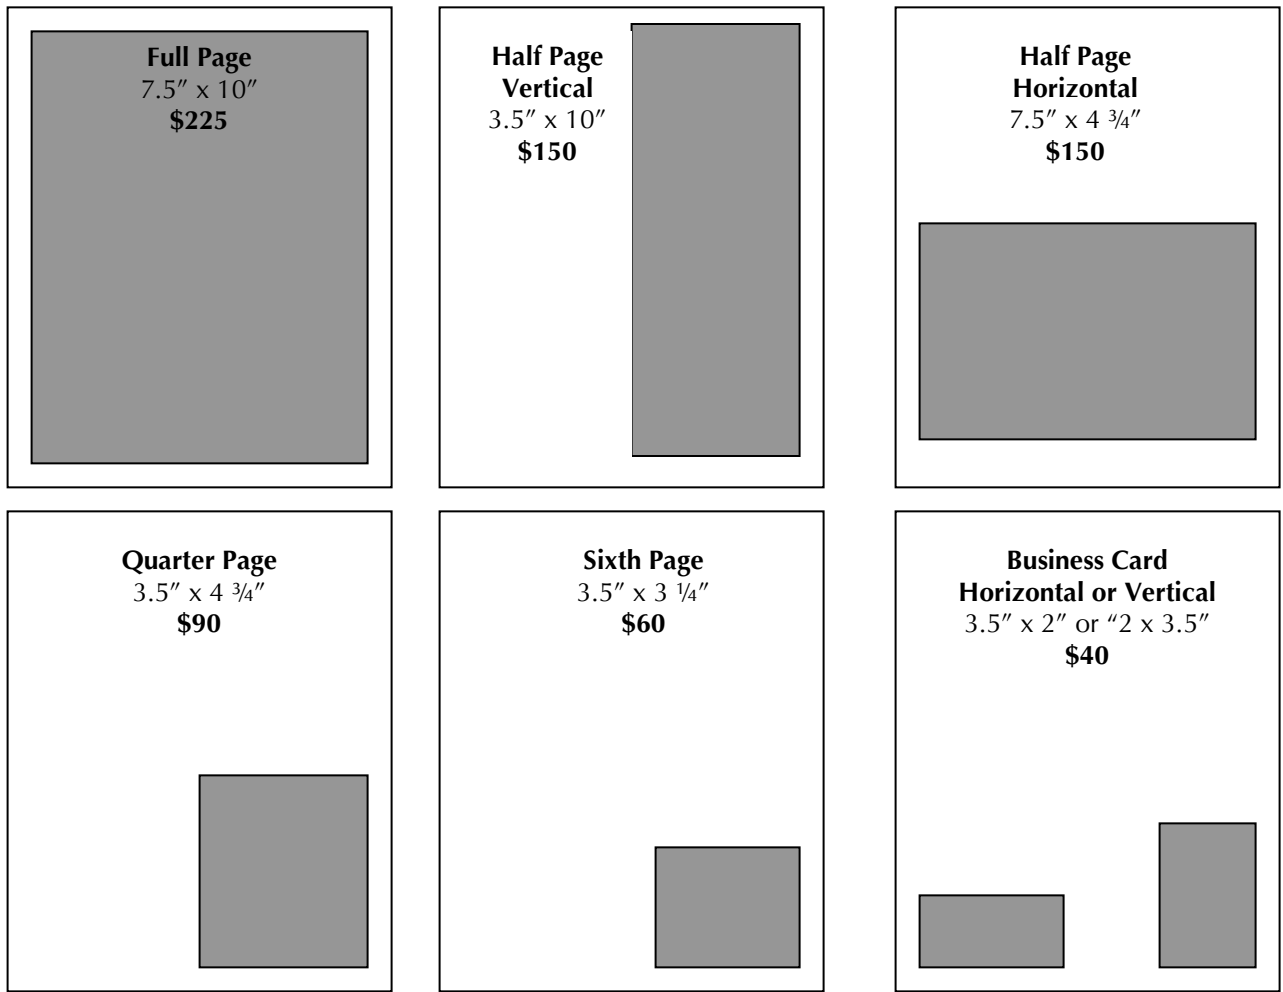 Full Page
7.5” x 10”
$225
Half Page
Vertical
3.5” x 10”
$150
Half Page
Horizontal
7.5” x 4 ¾”
$150
Quarter Page
3.5” x 4 ¾”
$90
Sixth Page
3.5” x 3 ¼”
$60
Business Card
Horizontal or Vertical
3.5” x 2” or “2 x 3.5”
$40